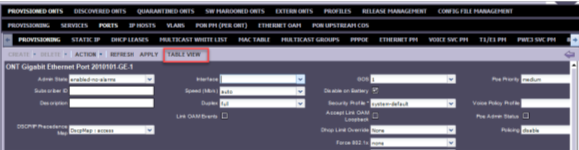 PROVISIONED ONTS DISCOVERED ONTS QUARANTINED ONTS SW MAROONED ONTS EXTERN ONTS PROFILES RELEASE MANAGEMENT CONFIG FILE MANAGEMENT
PROVISIONING SERVICES PORTS IP HOSTS VLANS PON PM (PER ONT) ETHERNET OAM PON UPSTREAM COS
PROVISIONING STATIC IP DHCP LEASES MULTICAST WHITE LIST MAC TABLE MULTICAST GROUPS PPPOE ETHERNET PM VOICE SVC PM T1/E1 PM PWE3 SVC PM
CREATE DELETE ACTION REFRESH APPLY TABLE VIEW
ONT Gigabit Ethernet Port 2010101-GE-1
Admin State enabled-no-alarms Interface GOS 1 Poe Priority medium
Subscriber ID Speed (Mb/s) auto Disable on Battery
Description Duplex full Security Profile * system-default Voice Policy Profile
Link OAM Events Accept Link OAM Loopback Poe Admin Status
DSCP/IP Precedence Map DscpMap : access Drop Limit Override None Policing disable
Force 802.1x none